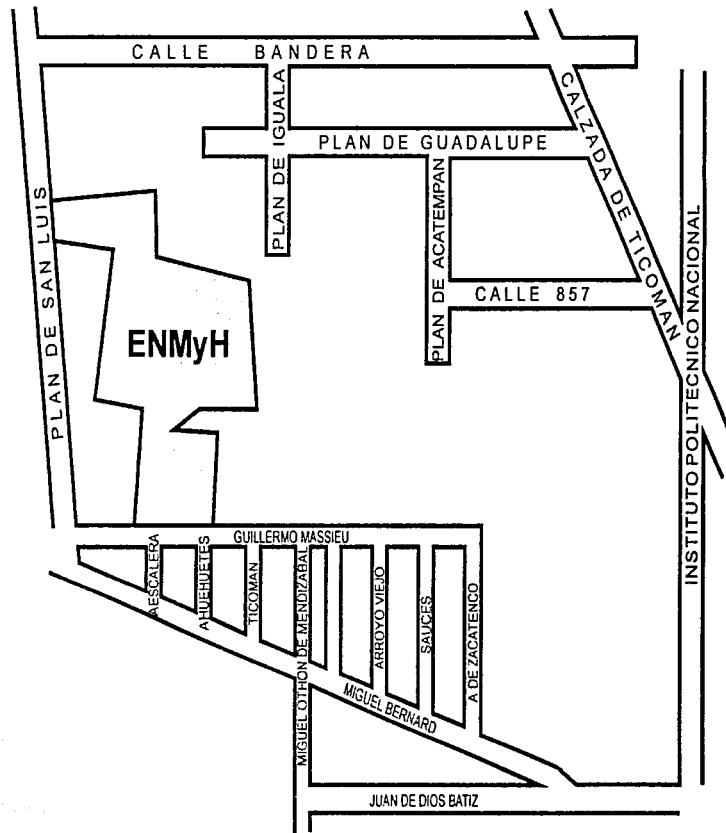 CALLE BANDERA
PLAN DE IGUALA
PLAN DE GUADALUPE
CALZADA DE TICOMAN
PLAN DE ACATEMPAN
PLAN DE SAN LUIS
CALLE 857
INSTITUTO POLITECNICO NACIONAL
ENMyH
GUILLERMO MASSIEU
AESCALERA
AHUEHUETES
TICOMAN
MIGUEL OTHON DE MENDIZABAL
ARROYO VIEJO
SAUCES
A DE ZACATENCO
MIGUEL BERNARD
JUAN DE DIOS BATIZ